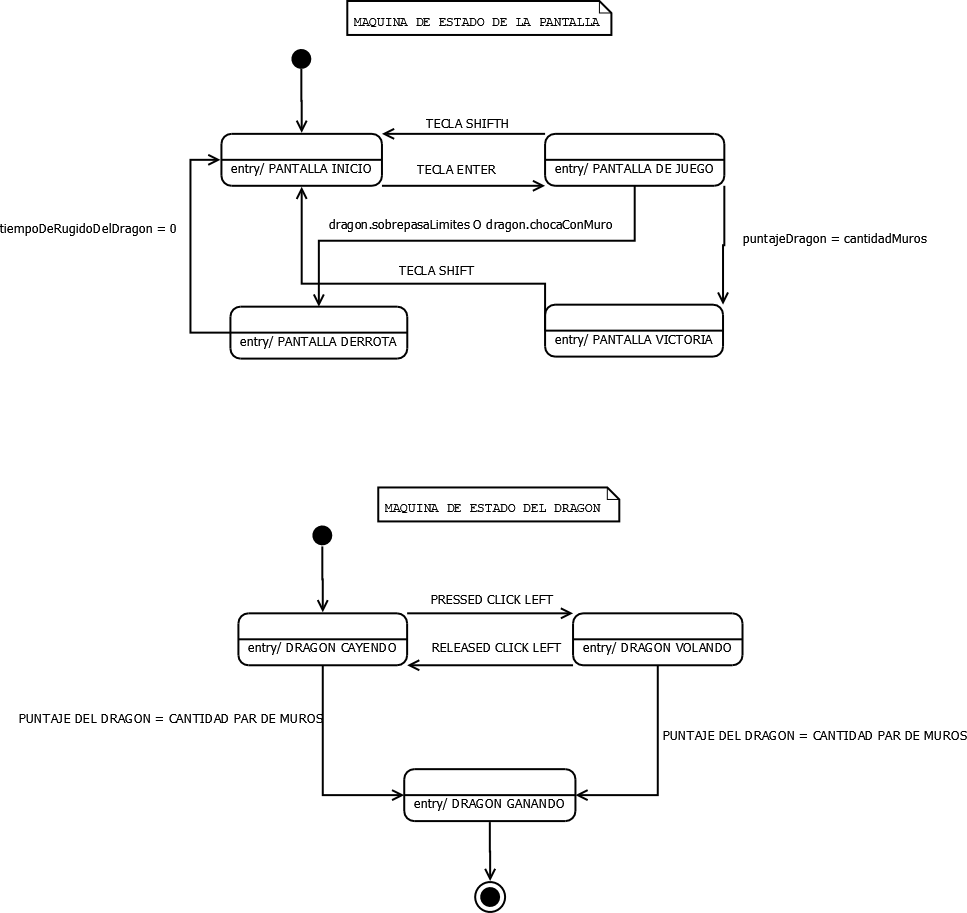 MAQUINA DE ESTADO DE LA PANTALLA
TECLA SHIFTH
entry/ PANTALLA INICIO
TECLA ENTER
entry/ PANTALLA DE JUEGO
tiempoDeRugidoDelDragon = 0
dragon.sobrepasaLimites O dragon.chocaConMuro
puntajeDragon = cantidadMuros
TECLA SHIFT
entry/ PANTALLA DERROTA
entry/ PANTALLA VICTORIA
MAQUINA DE ESTADO DEL DRAGON
PRESSED CLICK LEFT
entry/ DRAGON CAYENDO
RELEASED CLICK LEFT
entry/ DRAGON VOLANDO
PUNTAJE DEL DRAGON = CANTIDAD PAR DE MUROS
PUNTAJE DEL DRAGON = CANTIDAD PAR DE MUROS
entry/ DRAGON GANANDO